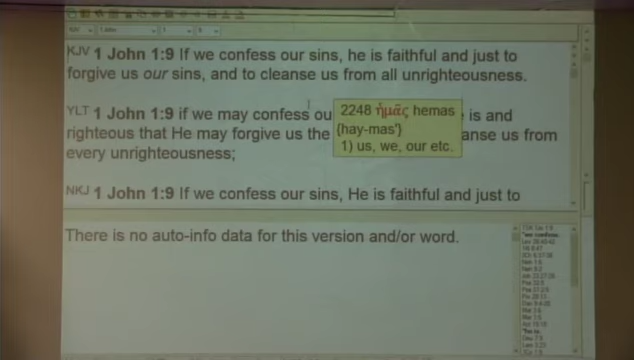 KJV 1 John 1:9 If we confess our sins, he is faithful and just to
forgive us our sins, and to cleanse us from all unrighteousness.
YLT 1 John 1:9 if we may confess ou is and
righteous that He may forgive us the anse us from
every unrighteousness;
2248 ἡμᾶς hemas
{hay-mas'}
1) us, we, our etc.
NKJ 1 John 1:9 If we confess our sins, He is faithful and just to
There is no auto-info data for this version and/or word.